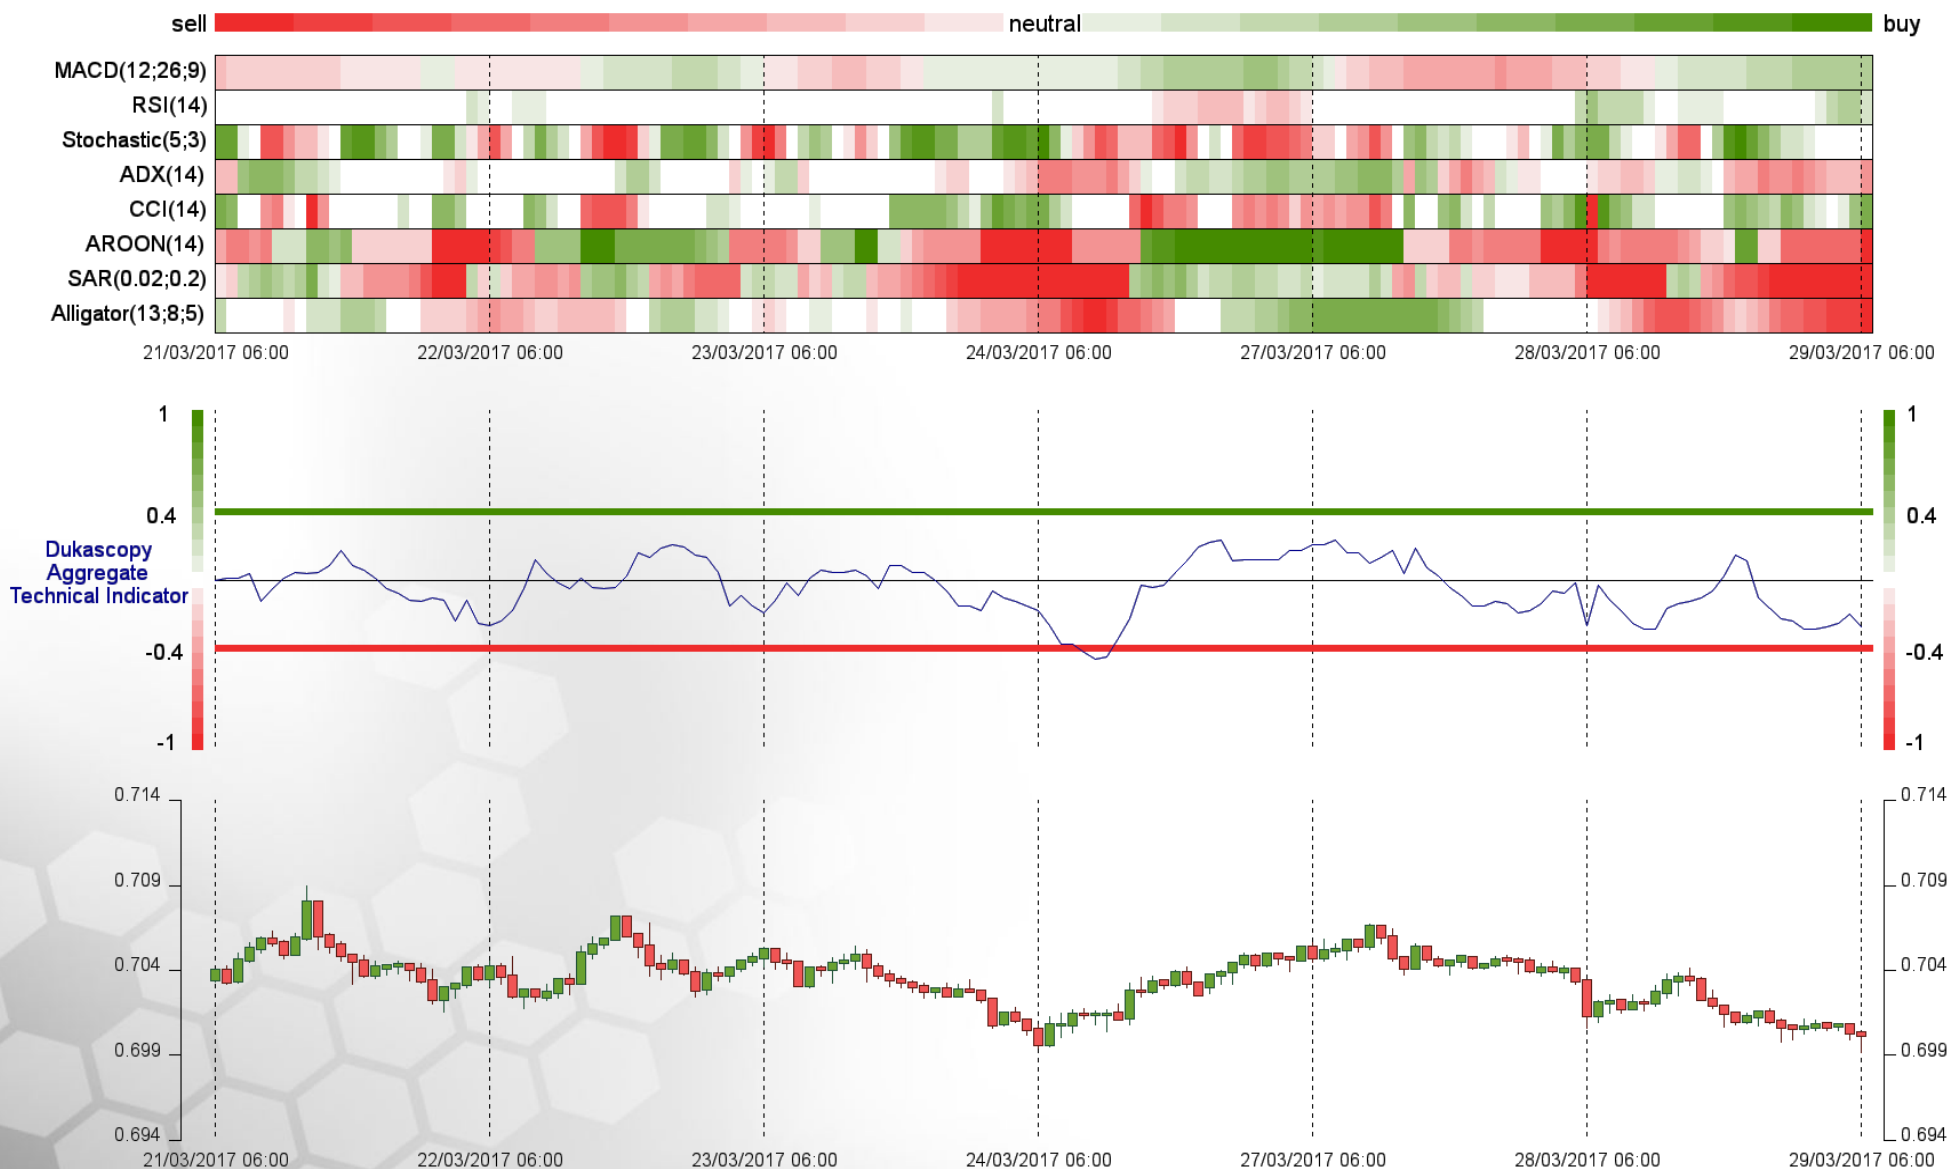 sell neutral buy
MACD(12;26;9)
RSI(14)
Stochastic(5;3)
ADX(14)
CCI(14)
AROON(14)
SAR(0.02;0.2)
Alligator(13;8;5)
21/03/2017 06:00 22/03/2017 06:00 23/03/2017 06:00 24/03/2017 06:00 27/03/2017 06:00 28/03/2017 06:00 29/03/2017 06:00
1 1
0.4 0.4
Dukascopy
Aggregate
Technical Indicator
-0.4 -0.4
-1 -1
0.714 0.714
0.709 0.709
0.704 0.704
0.699 0.699
0.694 0.694
21/03/2017 06:00 22/03/2017 06:00 23/03/2017 06:00 24/03/2017 06:00 27/03/2017 06:00 28/03/2017 06:00 29/03/2017 06:00